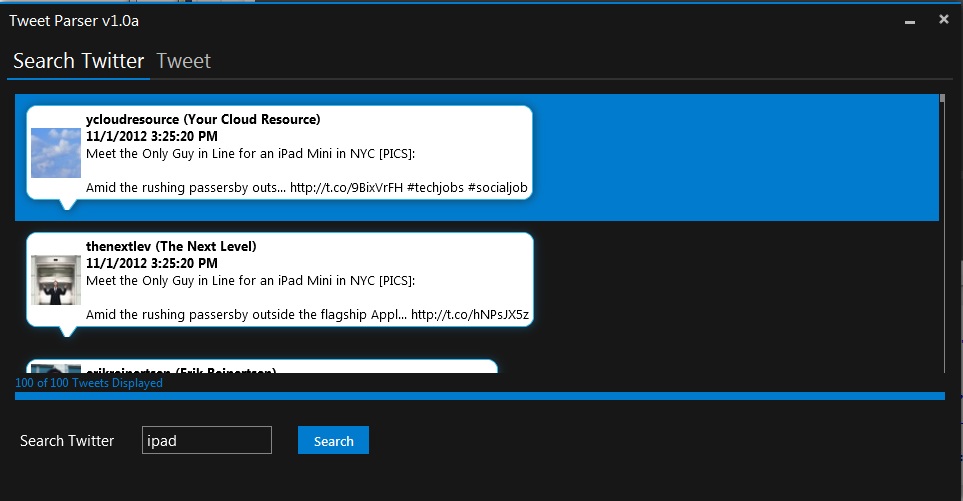 Tweet Parser v1.0a
Search Twitter Tweet
ycloudresource (Your Cloud Resource)
11/1/2012 3:25:20 PM
Meet the Only Guy in Line for an iPad Mini in NYC [PICS]:
Amid the rushing passersby outs... http://t.co/9BixVrFH #techjobs #socialjob
thenextlev (The Next Level)
11/1/2012 3:25:20 PM
Meet the Only Guy in Line for an iPad Mini in NYC [PICS]:
Amid the rushing passersby outside the flagship Appl... http://t.co/hNPsJX5z
erikreinertsen (Erik Reinertsen)
100 of 100 Tweets Displayed
Search Twitter ipad Search